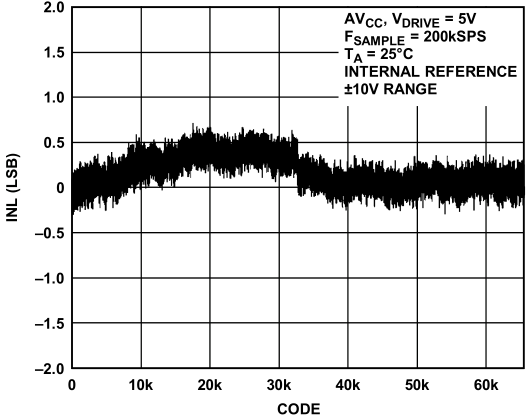 2.0
1.5
1.0
0.5
0
–0.5
–1.0
–1.5
–2.0
INL (LSB)
AVCC, VDRIVE = 5V
FSAMPLE = 200kSPS
TA = 25°C
INTERNAL REFERENCE
±10V RANGE
0 10k 20k 30k 40k 50k 60k
CODE